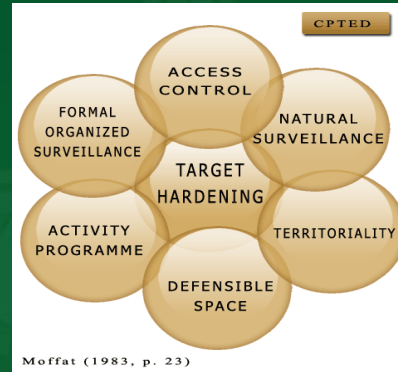 CPTED
ACCESS
CONTROL
FORMAL
ORGANIZED
SURVEILLANCE
NATURAL
SURVEILLANCE
TARGET
HARDENING
ACTIVITY
PROGRAMME
TERRITORIALITY
DEFENSIBLE
SPACE
Moffat (1983, p. 23)